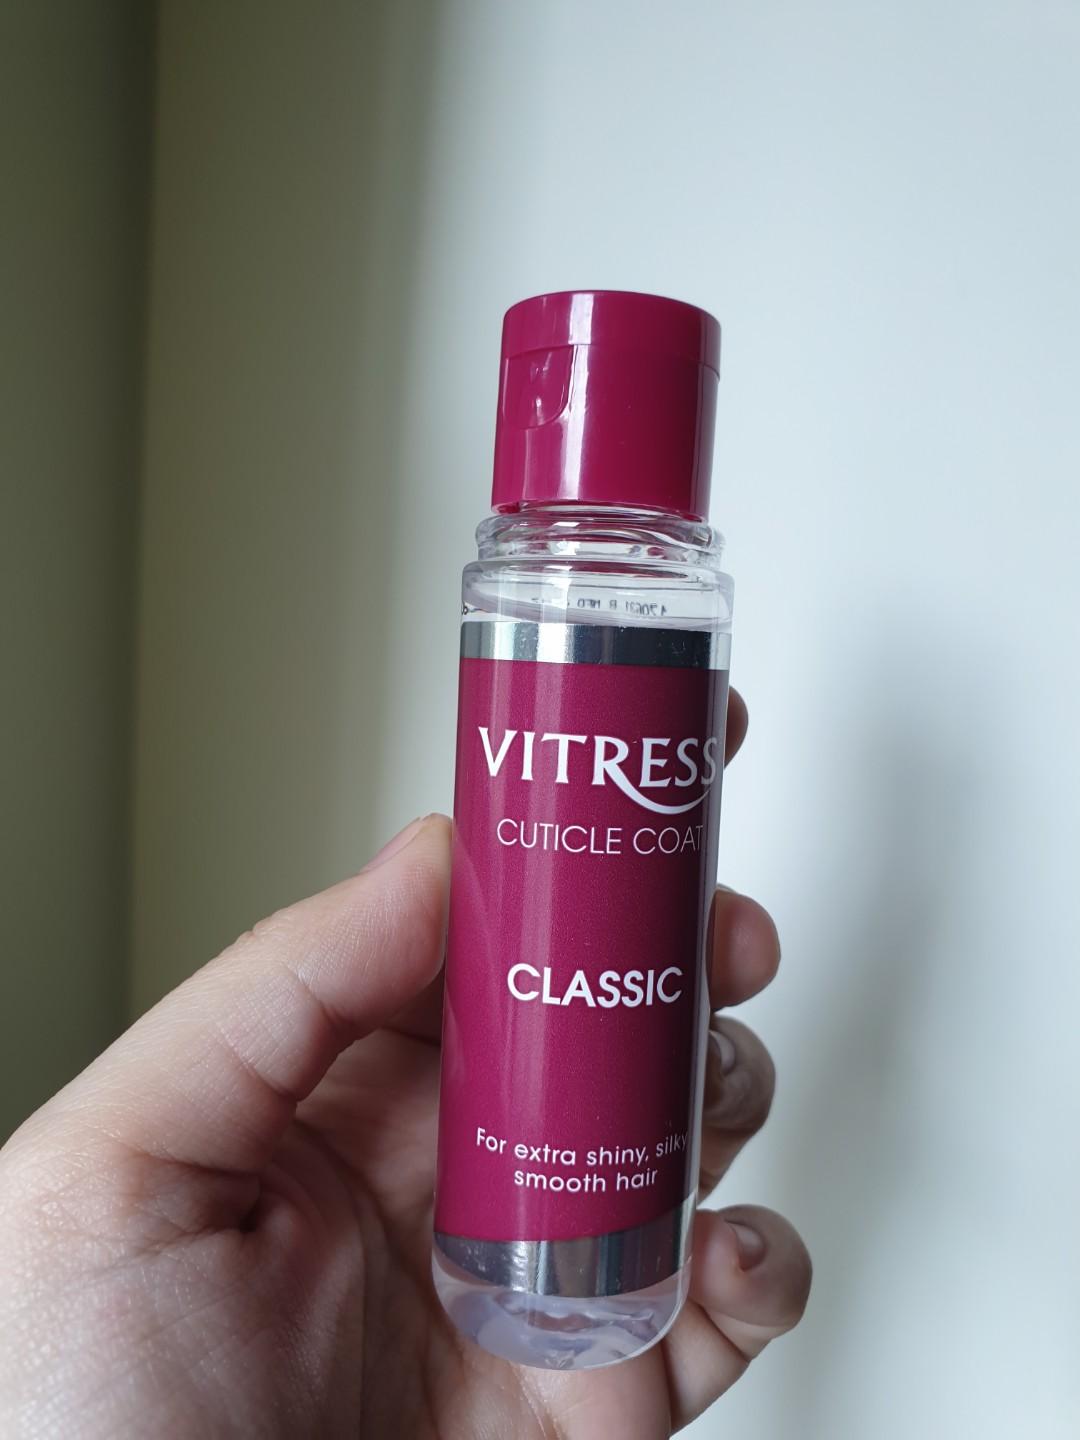 VITRESS
CUTICLE COAT
CLASSIC
For extra shiny, silky
smooth hair